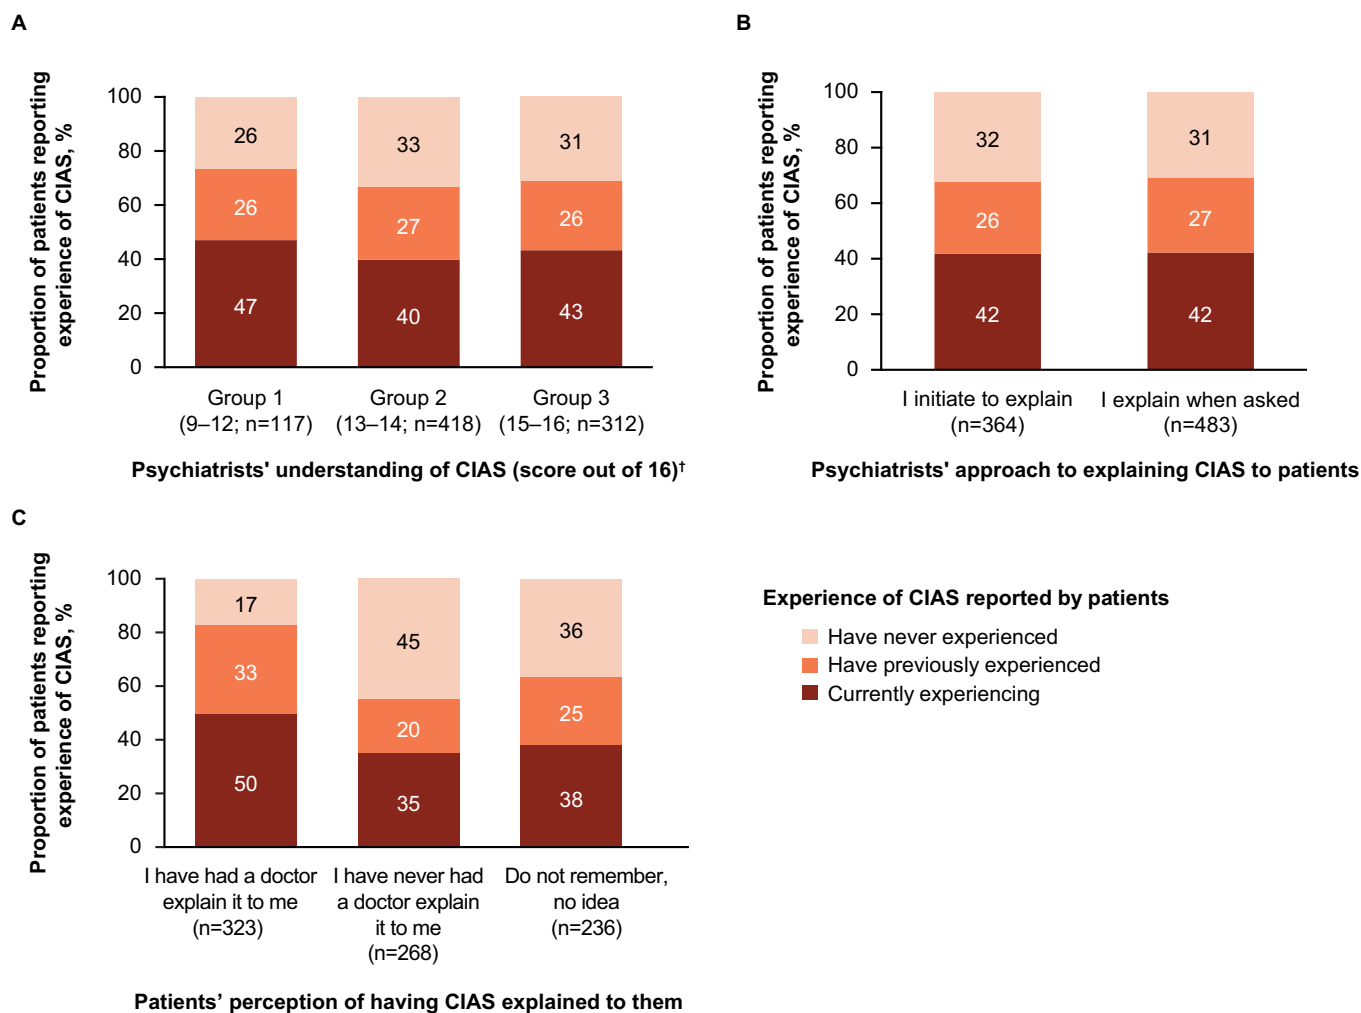 A
Proportion of patients reporting
experience of CIAS, %
100
80
60
40
20
0
26
26
47
33
27
40
31
26
43
Group 1
(9–12; n=117)
Group 2
(13–14; n=418)
Group 3
(15–16; n=312)
Psychiatrists' understanding of CIAS (score out of 16)†
B
Proportion of patients reporting
experience of CIAS, %
100
80
60
40
20
0
32
26
42
31
27
42
I initiate to explain
(n=364)
I explain when asked
(n=483)
Psychiatrists' approach to explaining CIAS to patients
C
Proportion of patients reporting
experience of CIAS, %
100
80
60
40
20
0
17
33
50
45
20
35
36
25
38
I have had a doctor
explain it to me
(n=323)
I have never had
a doctor explain
it to me
(n=268)
Do not remember,
no idea
(n=236)
Patients’ perception of having CIAS explained to them
Experience of CIAS reported by patients
Have never experienced
Have previously experienced
Currently experiencing